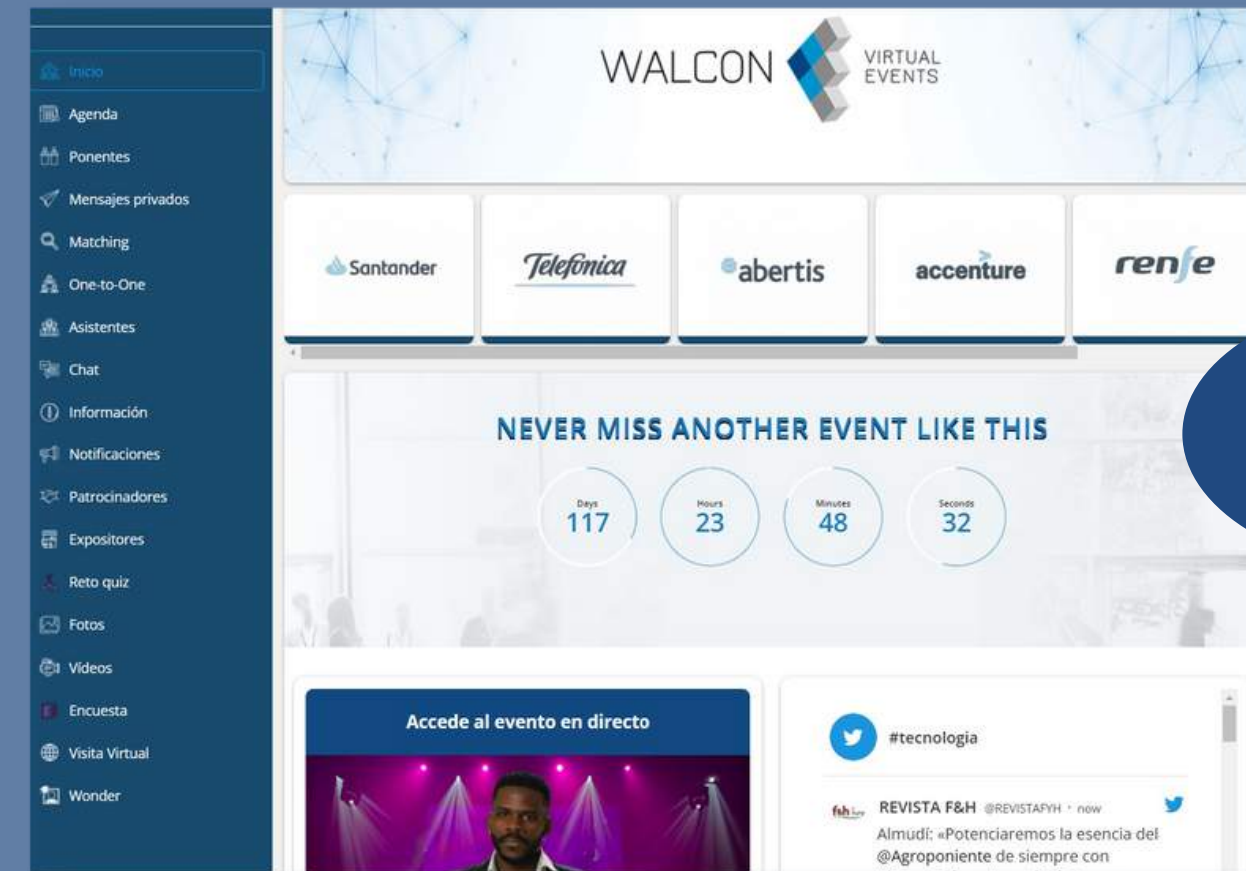 Inicio
Agenda
Ponentes
Mensajes privados
Matching
One-to-One
Asistentes
Chat
Información
Notificaciones
Patrocinadores
Expositores
Reto quiz
Fotos
Vídeos
Encuesta
Visita Virtual
Wonder
WALCON
VIRTUAL
EVENTS
Santander
Telefónica
abertis
accenture
renfe
NEVER MISS ANOTHER EVENT LIKE THIS
Days
117
Hours
23
Minutes
48
Seconds
32
Accede al evento en directo
#tecnologia
f&h
REVISTA F&H @REVISTAFYH · now
Almudí: «Potenciaremos la esencia del
@Agroponiente de siempre con